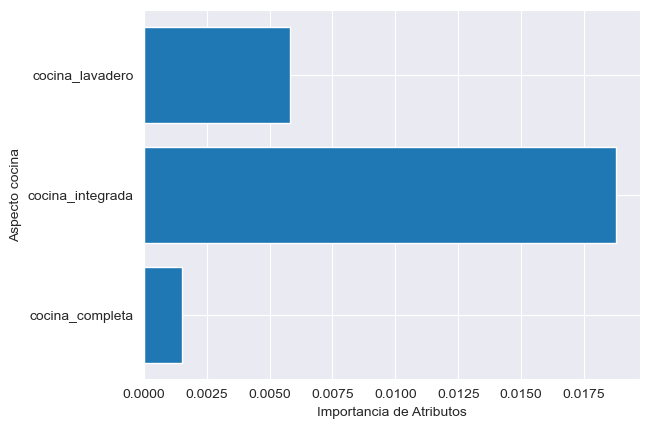 cocina_lavadero
cocina_integrada
cocina_completa
Aspecto cocina
0.0000 0.0025 0.0050 0.0075 0.0100 0.0125 0.0150 0.0175
Importancia de Atributos